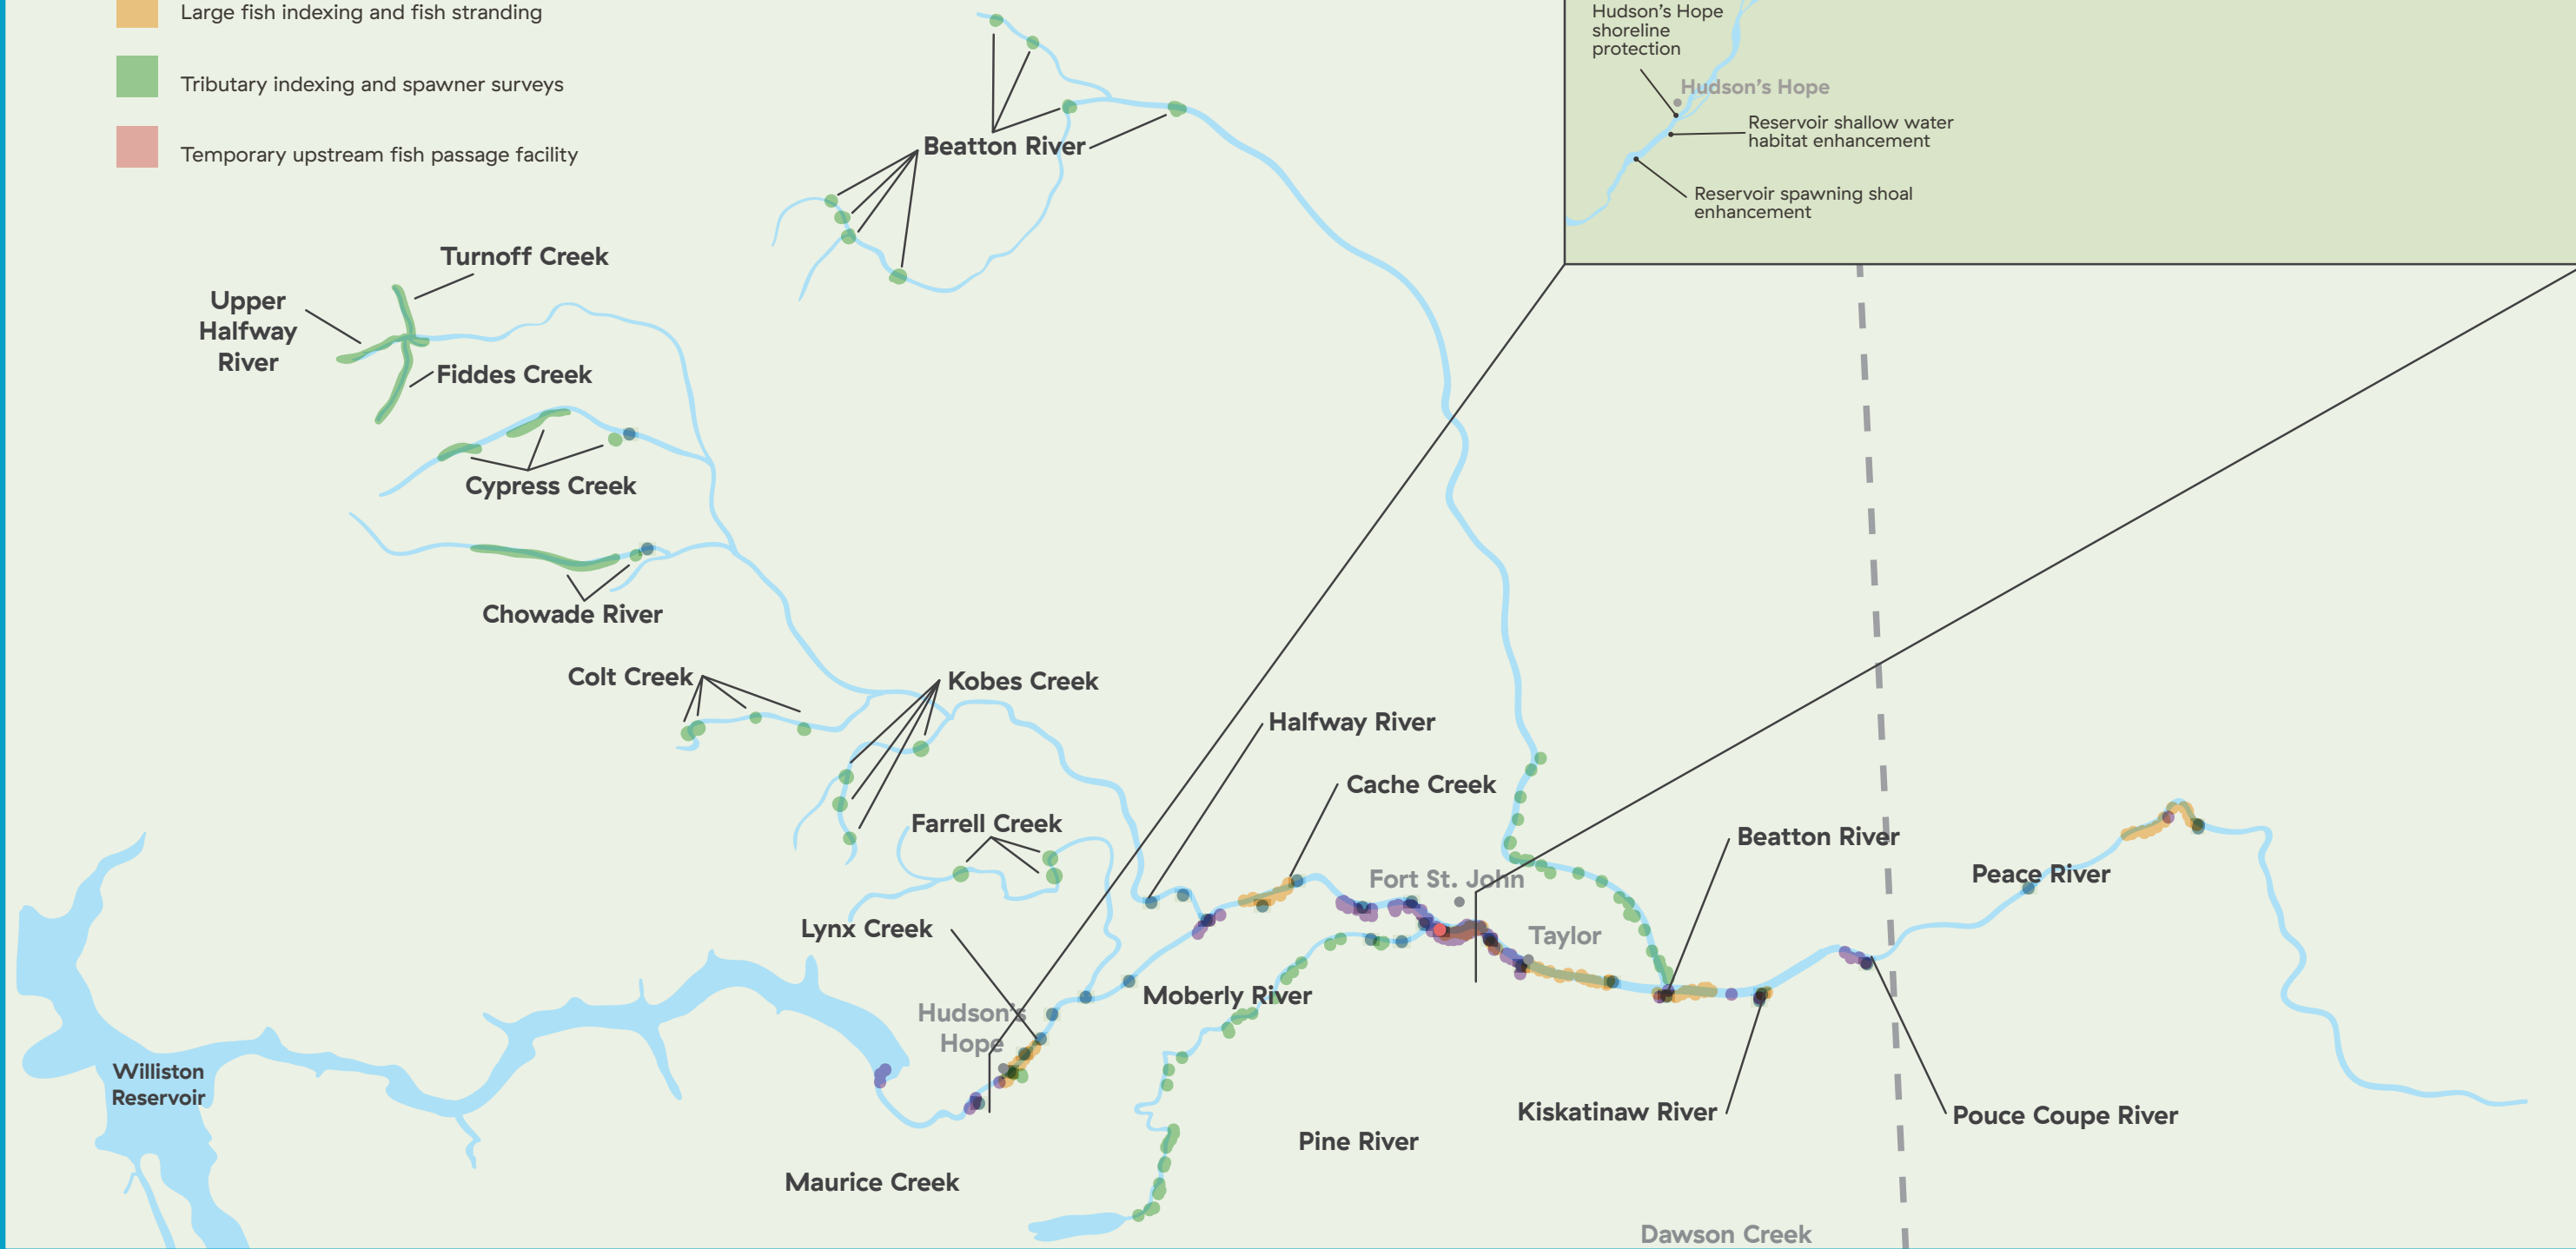 Large fish indexing and fish stranding
Tributary indexing and spawner surveys
Temporary upstream fish passage facility
Hudson's Hope
shoreline
protection
Hudson's Hope
Reservoir shallow water
habitat enhancement
Reservoir spawning shoal
enhancement
Beatton River
Turnoff Creek
Upper
Halfway
River
Fiddes Creek
Cypress Creek
Chowade River
Colt Creek
Kobes Creek
Halfway River
Cache Creek
Farrell Creek
Beatton River
Fort St. John
Peace River
Lynx Creek
Taylor
Moberly River
Hudson's
Hope
Williston
Reservoir
Kiskatinaw River
Pouce Coupe River
Pine River
Maurice Creek
Dawson Creek